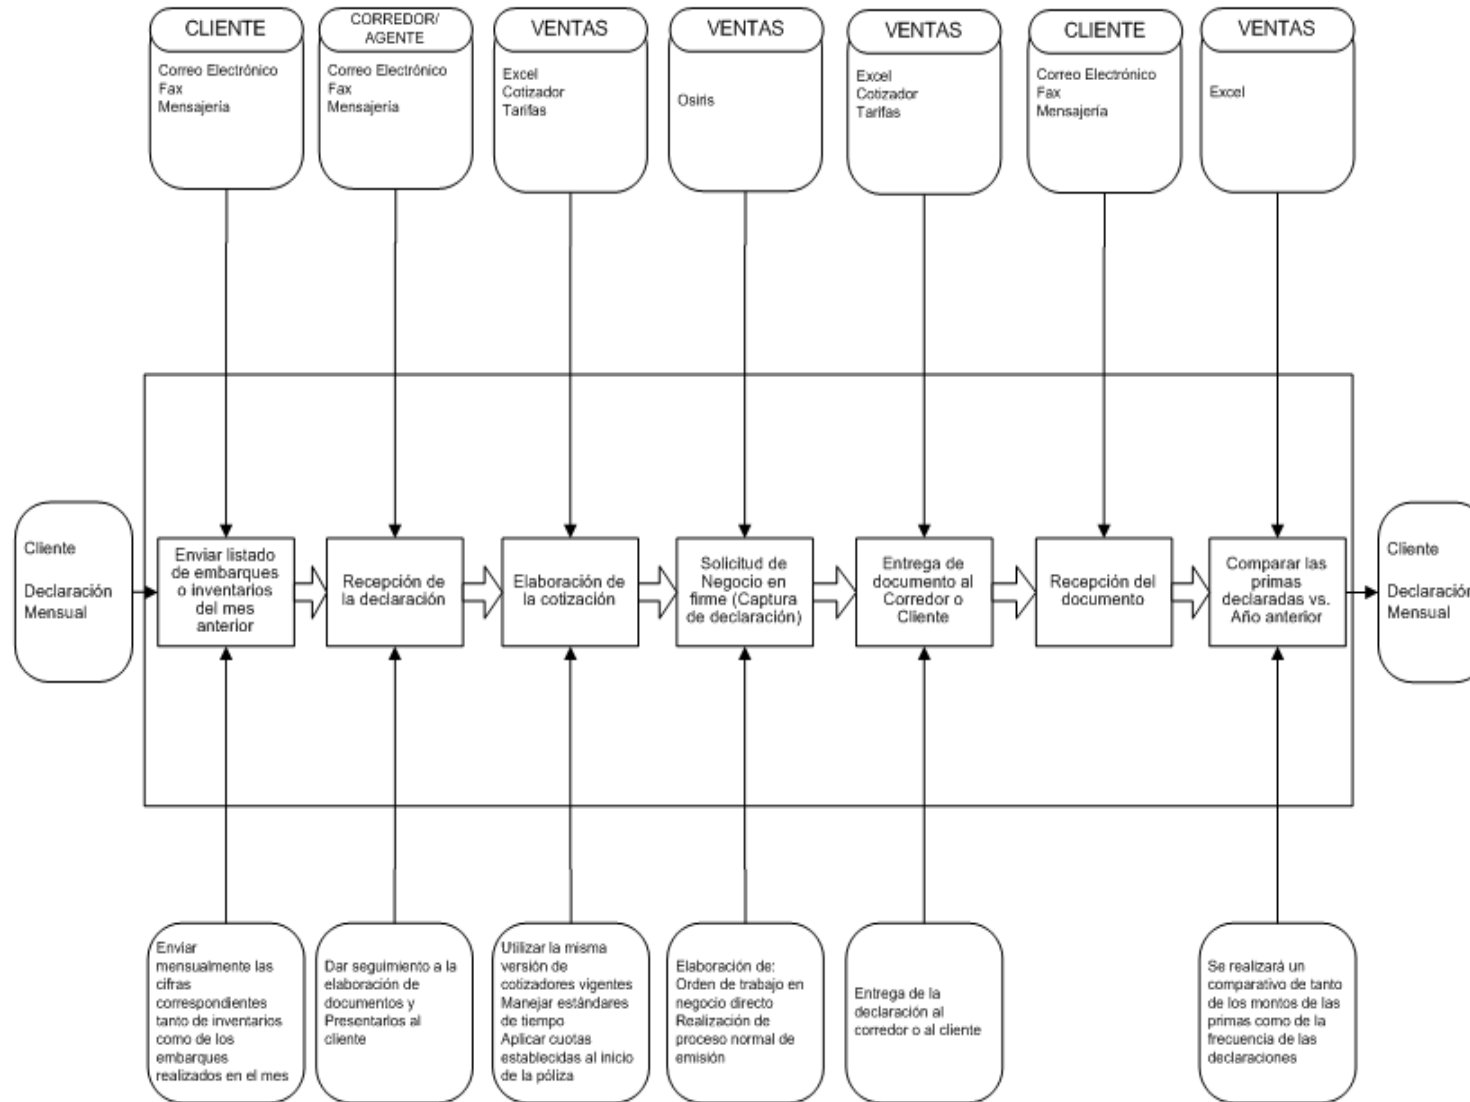 CLIENTE
Correo Electrónico
Fax
Mensajería
CORREDOR/
AGENTE
Correo Electrónico
Fax
Mensajería
VENTAS
Excel
Cotizador
Tarifas
VENTAS
Osiris
VENTAS
Excel
Cotizador
Tarifas
CLIENTE
Correo Electrónico
Fax
Mensajería
VENTAS
Excel
Cliente
Declaración
Mensual
Enviar listado
de embarques
o inventarios
del mes
anterior
Recepción de
la declaración
Elaboración de
la cotización
Solicitud de
Negocio en
firme (Captura
de declaración)
Entrega de
documento al
Corredor o
Cliente
Recepción del
documento
Comparar las
primas
declaradas vs.
Año anterior
Cliente
Declaración
Mensual
Enviar
mensualmente las
cifras
correspondientes
tanto de inventarios
como de los
embarques
realizados en el mes
Dar seguimiento a la
elaboración de
documentos y
Presentarlos al
cliente
Utilizar la misma
versión de
cotizadores vigentes
Manejar estándares
de tiempo
Aplicar cuotas
establecidas al inicio
de la póliza
Elaboración de:
Orden de trabajo en
negocio directo
Realización de
proceso normal de
emisión
Entrega de la
declaración al
corredor o al cliente
Se realizará un
comparativo de tanto
de los montos de las
primas como de la
frecuencia de las
declaraciones